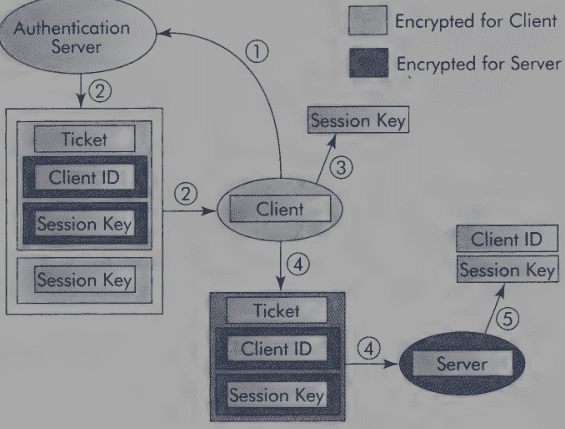 Authentication
Server
①
Encrypted for Client
Encrypted for Server
②
Ticket
Client ID
Session Key
Session Key
②
Client
③
Session Key
④
Ticket
Client ID
Session Key
④
Server
⑤
Client ID
Session Key